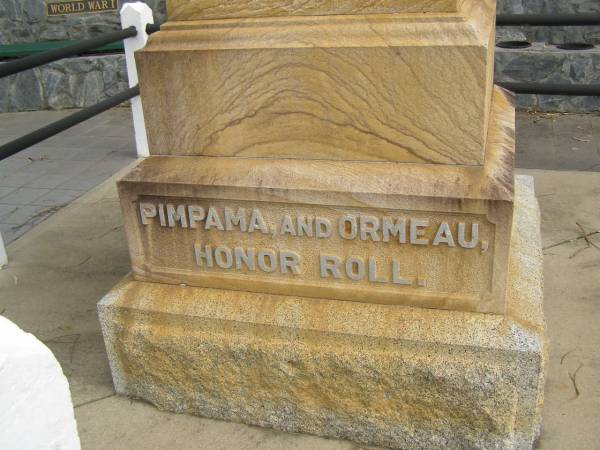 WORLD WAR I
PIMPAMA, AND ORMEAU,
HONOR ROLL.